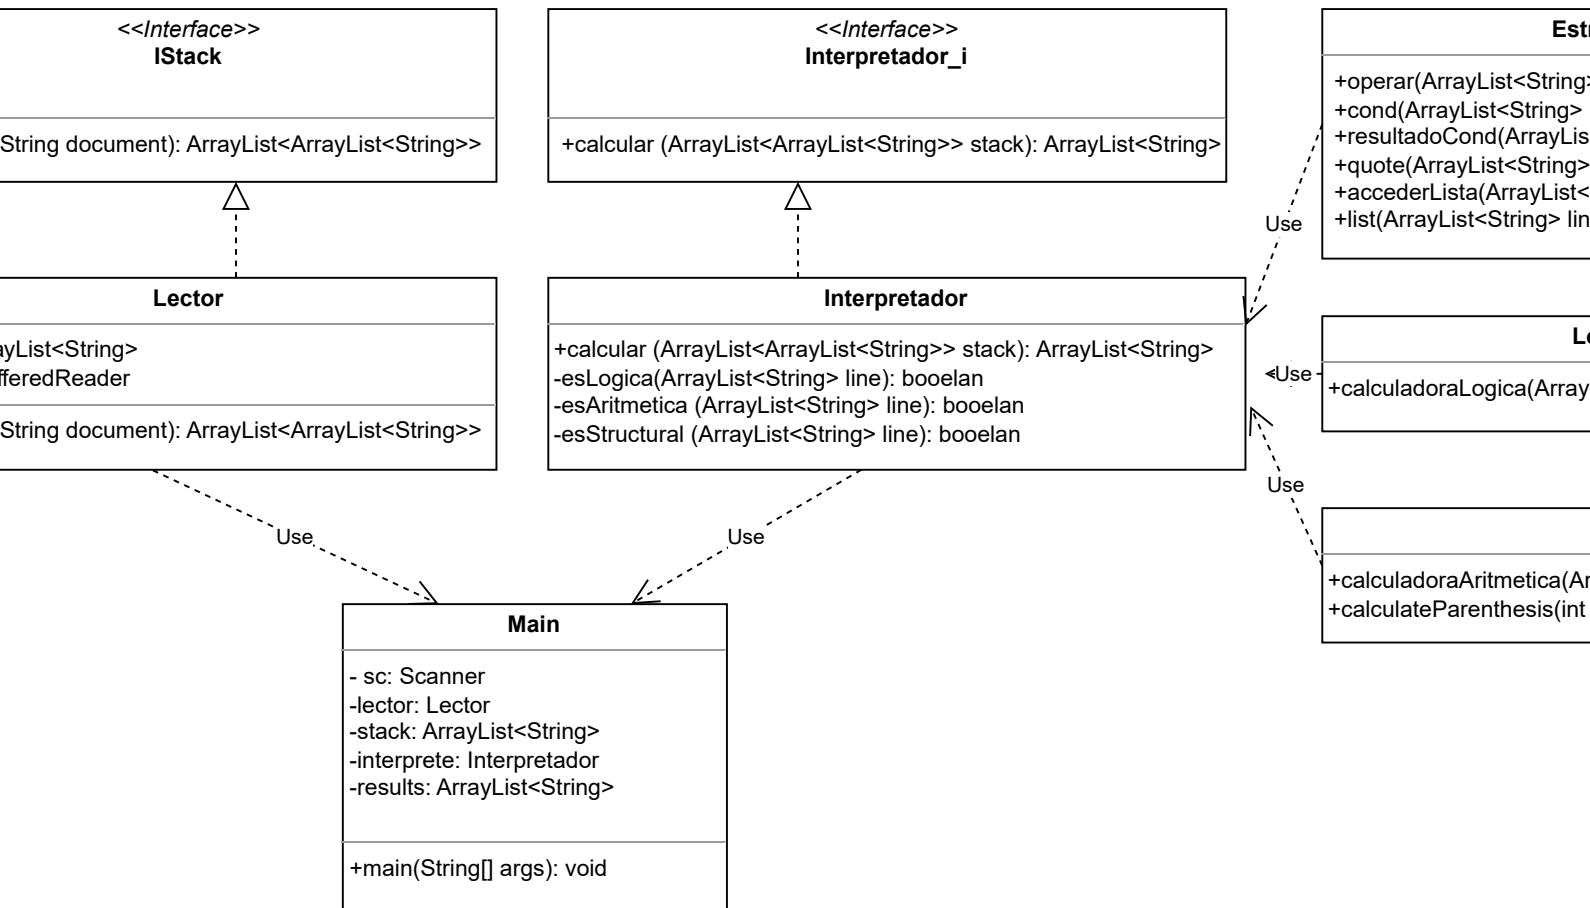 <<Interface>>
IStack
String document): ArrayList<ArrayList<String>>
<<Interface>>
Interpretador_i
+calcular (ArrayList<ArrayList<String>> stack): ArrayList<String>
+operar(ArrayList<String>
+cond(ArrayList<String>
+resultadoCond(ArrayLis
+quote(ArrayList<String>
+accederLista(ArrayList<
+list(ArrayList<String> lin
Use
Lector
ayList<String>
fferedReader
String document): ArrayList<ArrayList<String>>
Interpretador
+calcular (ArrayList<ArrayList<String>> stack): ArrayList<String>
-esLogica(ArrayList<String> line): booelan
-esAritmetica (ArrayList<String> line): booelan
-esStructural (ArrayList<String> line): booelan
Use
+calculadoraLogica(Array
Use
+calculadoraAritmetica(Ar
+calculateParenthesis(int
Use
Use
Main
- sc: Scanner
-lector: Lector
-stack: ArrayList<String>
-interprete: Interpretador
-results: ArrayList<String>
+main(String[] args): void